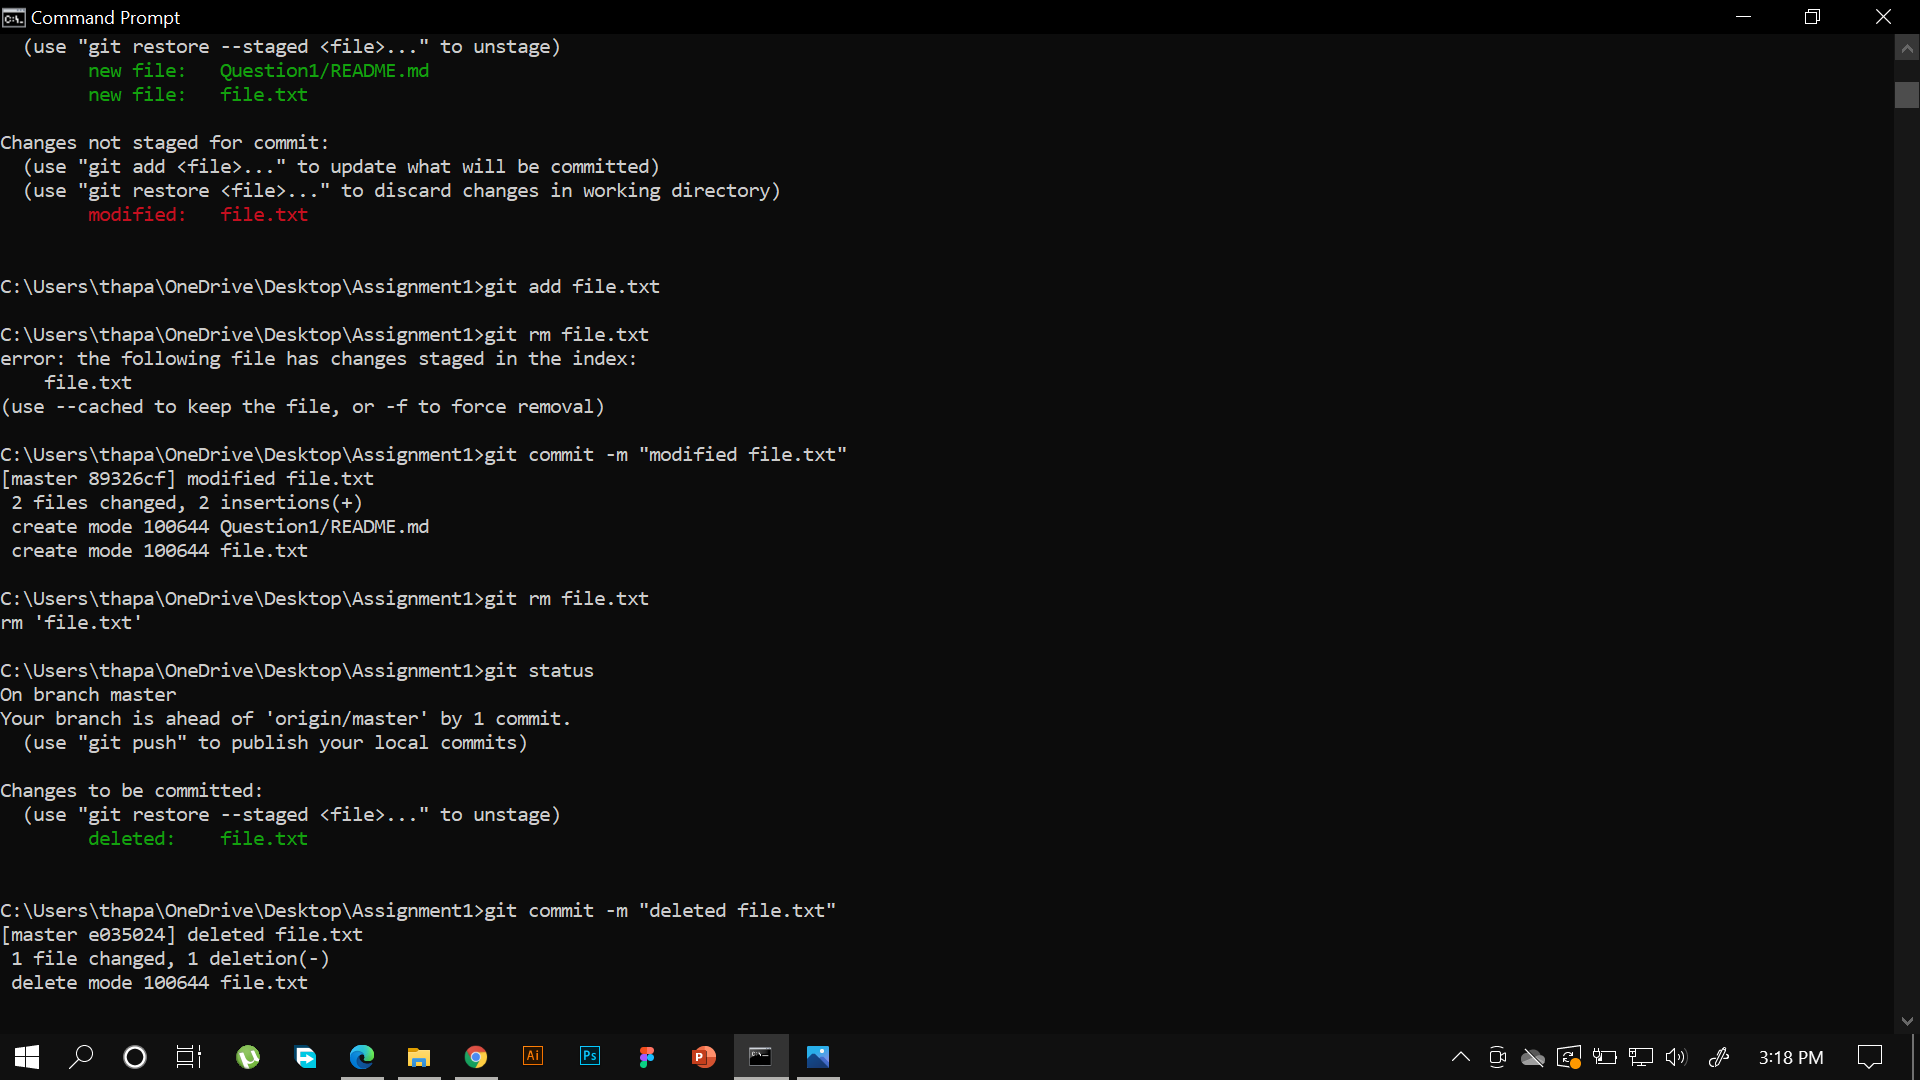 Command Prompt
  (use "git restore --staged <file>..." to unstage)
        new file:   Question1/README.md
        new file:   file.txt
Changes not staged for commit:
  (use "git add <file>..." to update what will be committed)
  (use "git restore <file>..." to discard changes in working directory)
        modified:   file.txt
C:\Users\thapa\OneDrive\Desktop\Assignment1>git add file.txt
C:\Users\thapa\OneDrive\Desktop\Assignment1>git rm file.txt
error: the following file has changes staged in the index:
    file.txt
(use --cached to keep the file, or -f to force removal)
C:\Users\thapa\OneDrive\Desktop\Assignment1>git commit -m "modified file.txt"
[master 89326cf] modified file.txt
 2 files changed, 2 insertions(+)
 create mode 100644 Question1/README.md
 create mode 100644 file.txt
C:\Users\thapa\OneDrive\Desktop\Assignment1>git rm file.txt
rm 'file.txt'
C:\Users\thapa\OneDrive\Desktop\Assignment1>git status
On branch master
Your branch is ahead of 'origin/master' by 1 commit.
  (use "git push" to publish your local commits)
Changes to be committed:
  (use "git restore --staged <file>..." to unstage)
        deleted:    file.txt
C:\Users\thapa\OneDrive\Desktop\Assignment1>git commit -m "deleted file.txt"
[master e035024] deleted file.txt
 1 file changed, 1 deletion(-)
 delete mode 100644 file.txt
Ai
Ps
P
3:18 PM